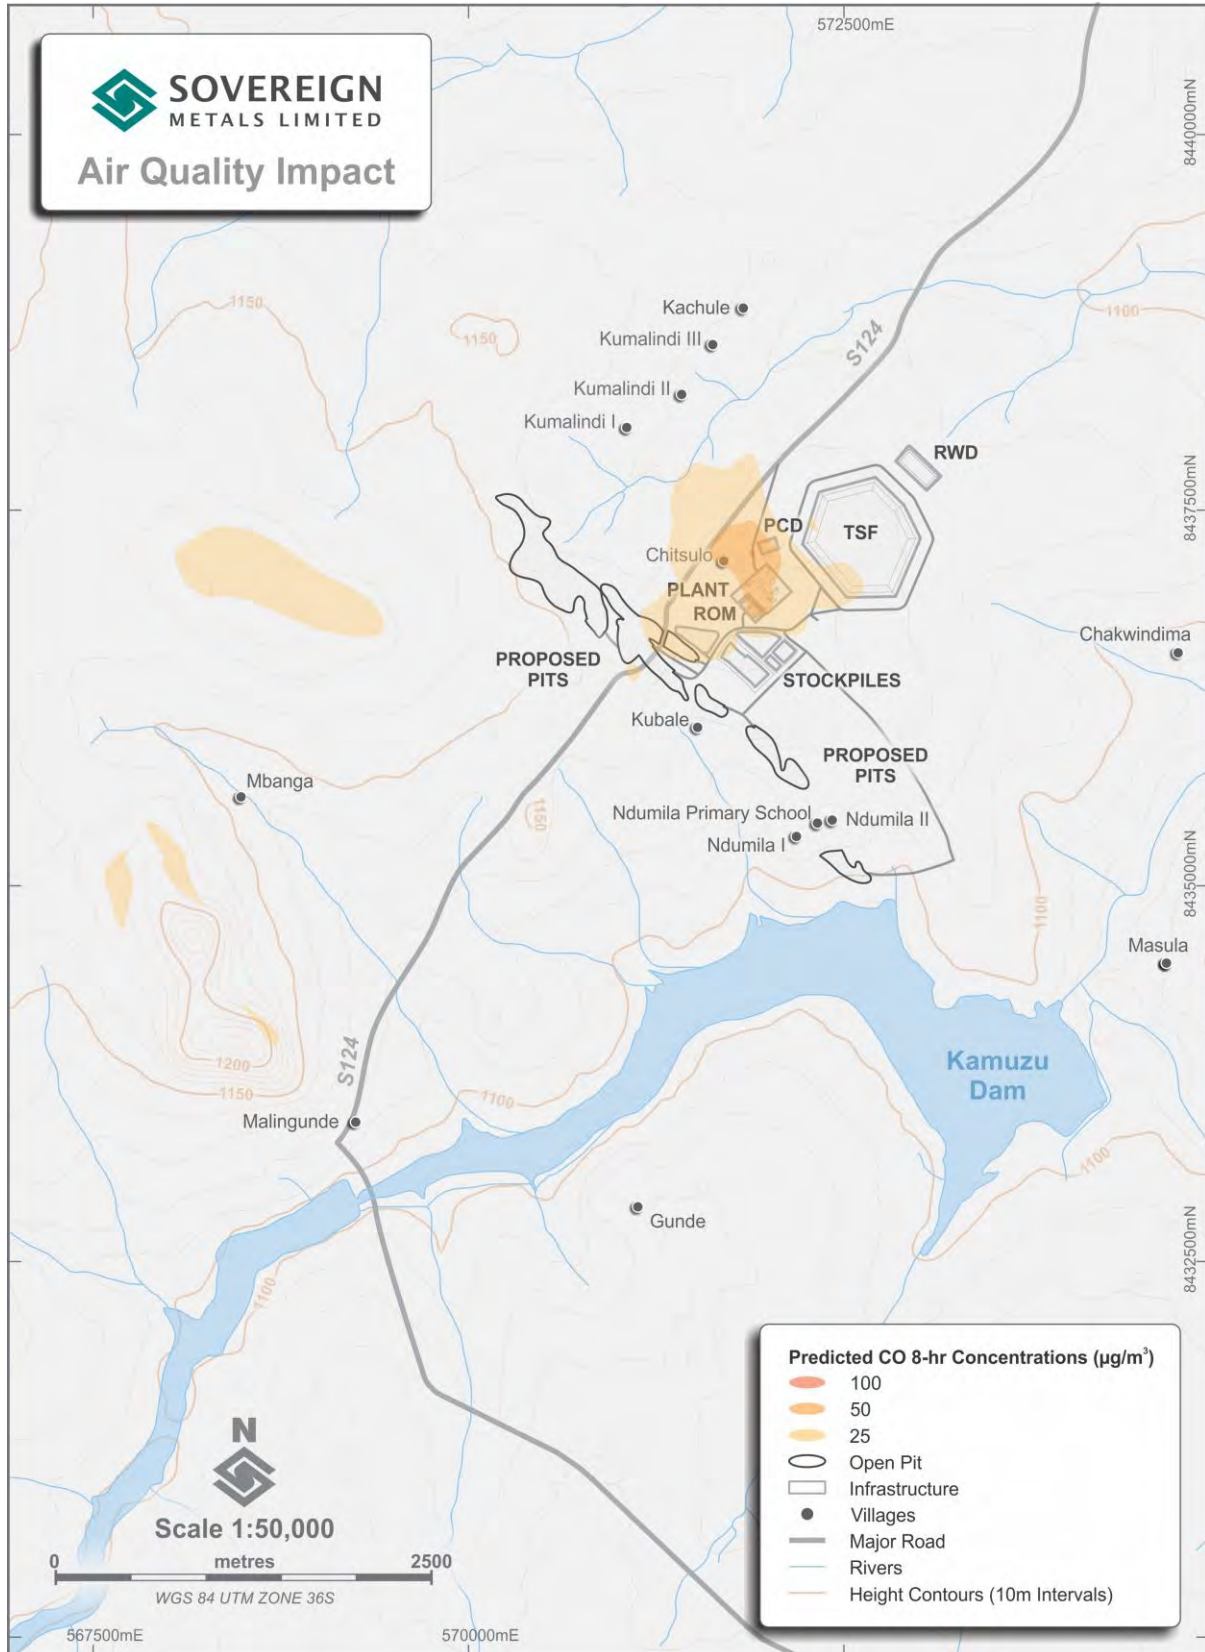 572500mE
SOVEREIGN
METALS LIMITED
Air Quality Impact
8440000mN
1150
1150
1100
Kachule
Kumalindi III
S124
Kumalindi II
Kumalindi I
RWD
8437500mN
PCD
TSF
Chitsulo
PLANT
ROM
Chakwindima
PROPOSED
PITS
STOCKPILES
Kubale
PROPOSED
PITS
Mbanga
1150
Ndumila Primary School
Ndumila II
Ndumila I
8435000mN
1100
Masula
S124
1200
1150
Kamuzu
Dam
1100
Malingunde
1100
Gunde
8432500mN
1100
Predicted CO 8-hr Concentrations (µg/m³)
100
50
25
Open Pit
Infrastructure
Villages
Major Road
Rivers
Height Contours (10m Intervals)
N
Scale 1:50,000
0 metres 2500
WGS 84 UTM ZONE 36S
567500mE
570000mE